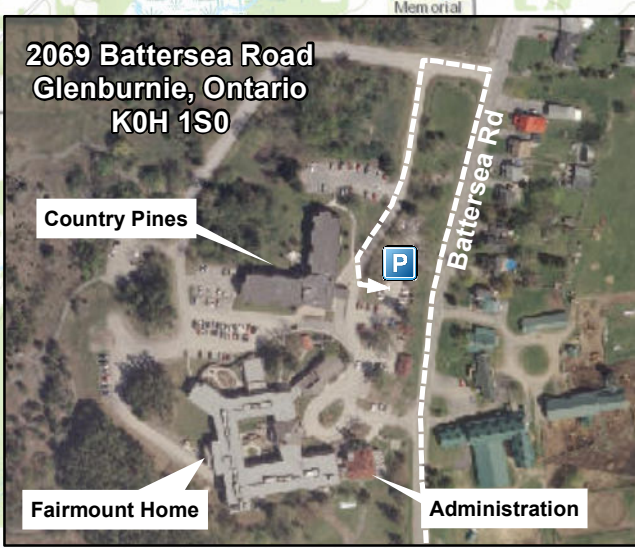 Memorial
2069 Battersea Road
Glenburnie, Ontario
K0H 1S0
Battersea Rd
Country Pines
P
Fairmount Home
Administration